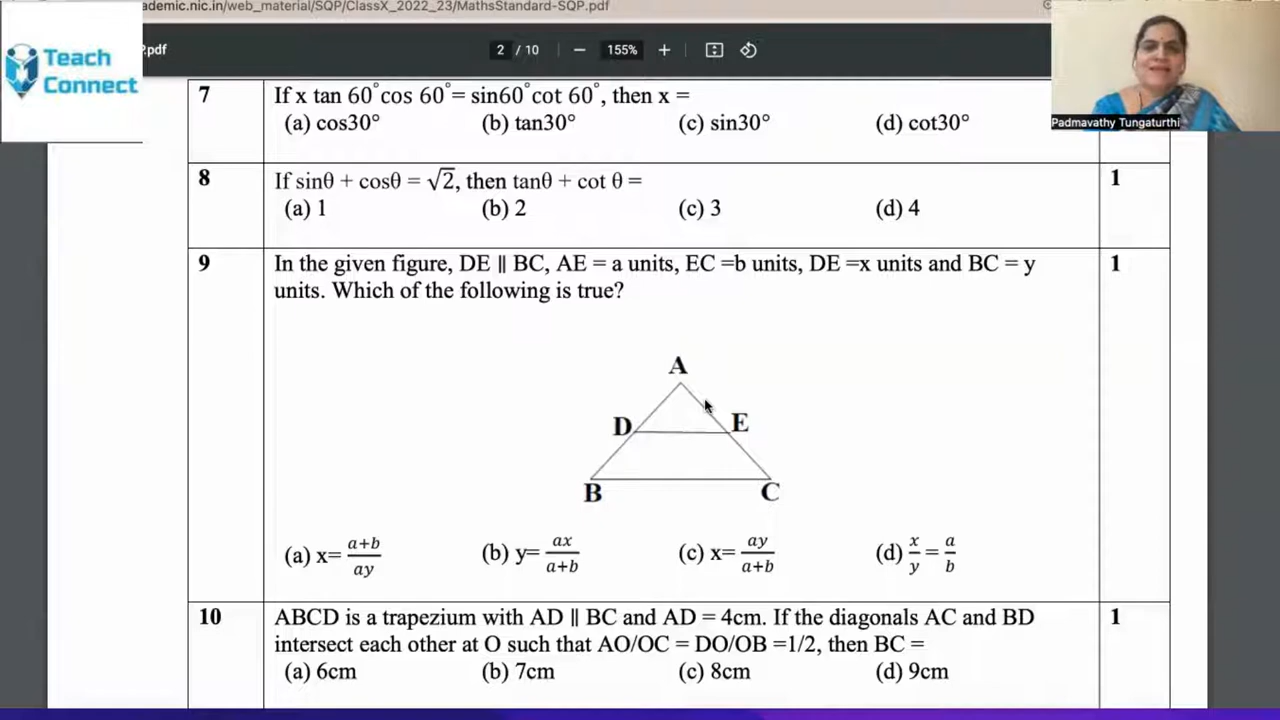 ademic.nic.in/web_material/SQP/ClassX_2022_23/MathsStandard-SQP.pdf
Teach
Connect
.pdf
2 / 10
155%
Padmavathy Tungaturthi
7
If x tan 60°cos 60°= sin60°cot 60°, then x =
(a) cos30° (b) tan30° (c) sin30° (d) cot30°
8
If sinθ + cosθ = √2, then tanθ + cot θ =
1
(a) 1 (b) 2 (c) 3 (d) 4
9
In the given figure, DE ∥ BC, AE = a units, EC =b units, DE =x units and BC = y
1
units. Which of the following is true?
A
D
E
B
C
(a) x= a+b/ay (b) y= ax/a+b (c) x= ay/a+b (d) x/y = a/b
10
ABCD is a trapezium with AD ∥ BC and AD = 4cm. If the diagonals AC and BD
1
intersect each other at O such that AO/OC = DO/OB =1/2, then BC =
(a) 6cm (b) 7cm (c) 8cm (d) 9cm